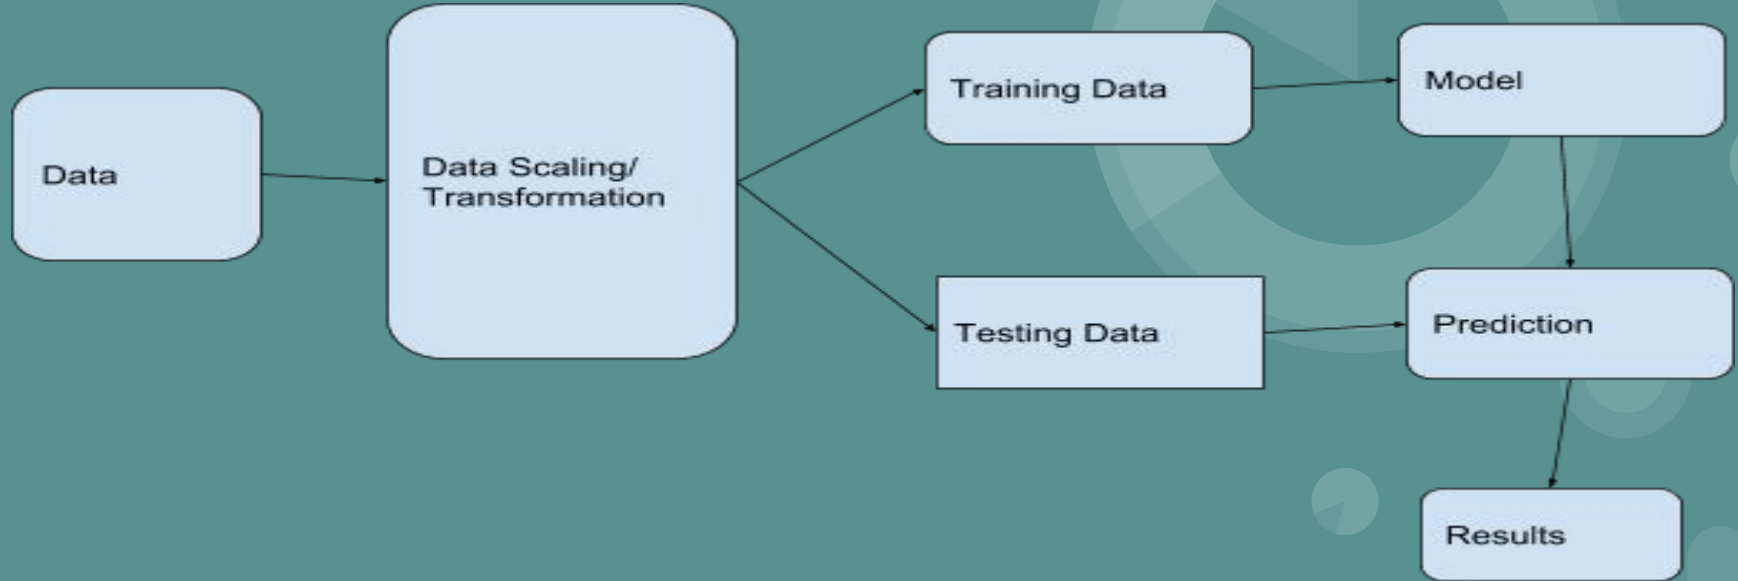 Data
Data Scaling/
Transformation
Training Data
Model
Testing Data
Prediction
Results